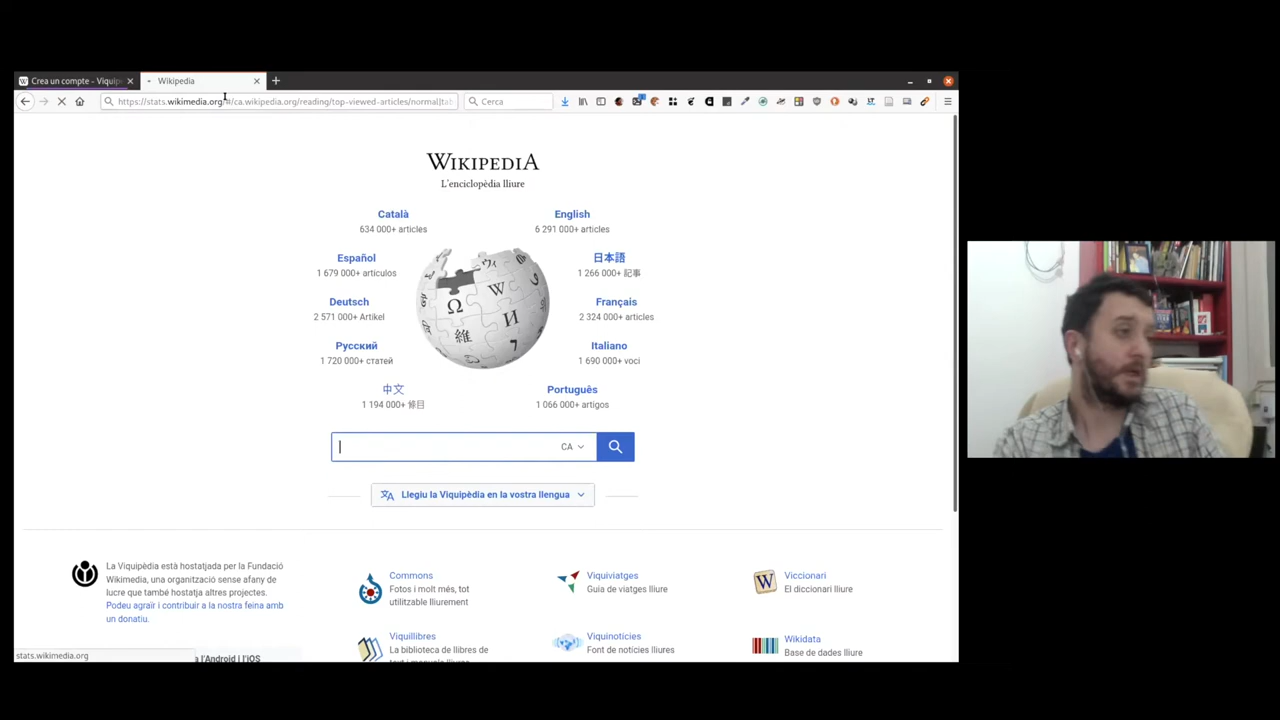 Crea un compte - Viquip
Wikipedia
https://stats.wikimedia.org/#/ca.wikipedia.org/reading/top-viewed-articles/normal|tab
Cerca
WIKIPEDIA
L'enciclopèdia lliure
Català
634 000+ articles
English
6 291 000+ articles
Español
1 679 000+ artículos
日本語
1 266 000+ 記事
Deutsch
2 571 000+ Artikel
Français
2 324 000+ articles
Русский
1 720 000+ статей
Italiano
1 690 000+ voci
中文
1 194 000+ 條目
Português
1 066 000+ artigos
CA
Llegiu la Viquipèdia en la vostra llengua
La Viquipèdia està hostatjada per la Fundació
Wikimedia, una organització sense afany de
lucre que també hostatja altres projectes.
Podeu agrair i contribuir a la nostra feina amb
un donatiu.
Commons
Fotos i molt més, tot
utilitzable lliurement
Viquiviatges
Guia de viatges lliure
Viccionari
El diccionari lliure
Viquillibres
La biblioteca de llibres de
Viquinotícies
Font de notícies lliures
Wikidata
Base de dades lliure
stats.wikimedia.org
a l'Android i l'iOS